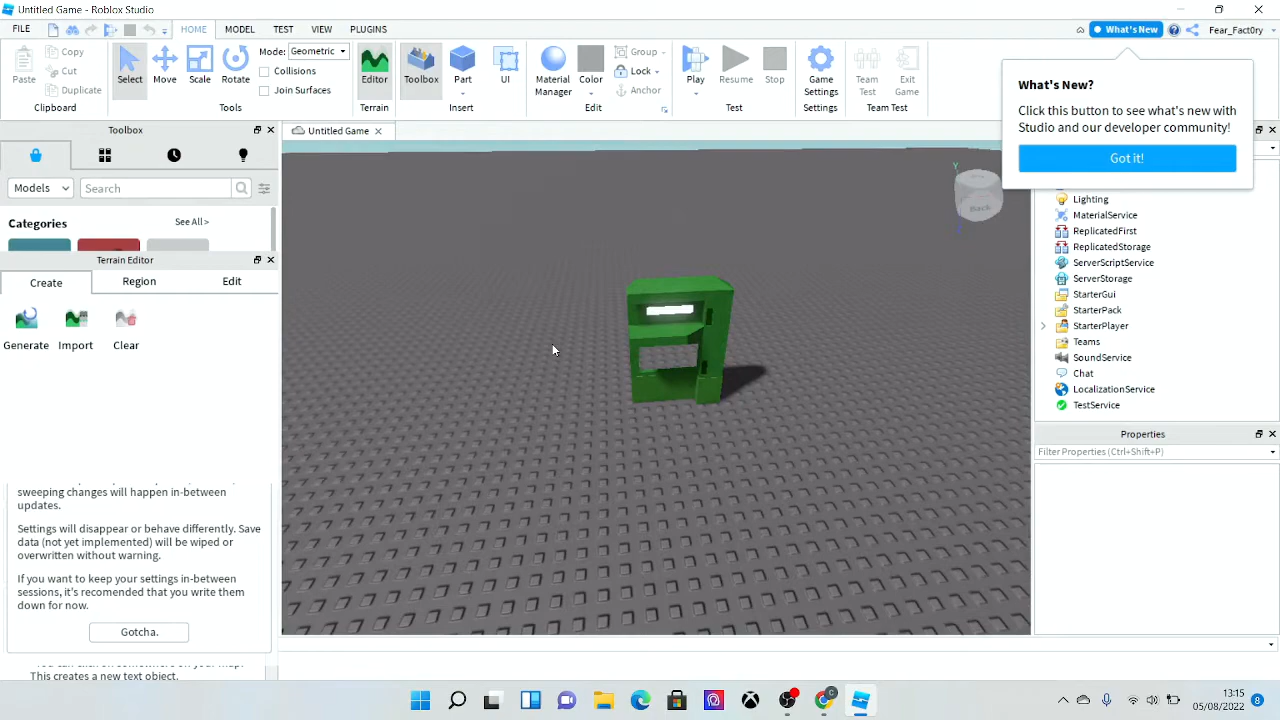 Untitled Game - Roblox Studio
FILE
HOME
MODEL
TEST
VIEW
PLUGINS
What's New
Fear_Fact0ry
Paste
Copy
Cut
Duplicate
Clipboard
Select
Move
Scale
Rotate
Mode: Geometric
Collisions
Join Surfaces
Tools
Editor
Terrain
Toolbox
Part
UI
Insert
Material
Manager
Color
Group
Lock
Anchor
Edit
Play
Resume
Stop
Test
Game
Settings
Settings
Team
Test
Exit
Game
Team Test
What's New?
Click this button to see what's new with
Studio and our developer community!
Got it!
Toolbox
Models
Search
Categories
See All >
Terrain Editor
Create
Region
Edit
Generate
Import
Clear
sweeping changes will happen in-between
updates.
Settings will disappear or behave differently. Save
data (not yet implemented) will be wiped or
overwritten without warning.
If you want to keep your settings in-between
sessions, it's recomended that you write them
down for now.
Gotcha.
This creates a new text object.
Untitled Game
Y
Back
Lighting
MaterialService
ReplicatedFirst
ReplicatedStorage
ServerScriptService
ServerStorage
StarterGui
StarterPack
StarterPlayer
Teams
SoundService
Chat
LocalizationService
TestService
Properties
Filter Properties (Ctrl+Shift+P)
C
13:15
05/08/2022
8